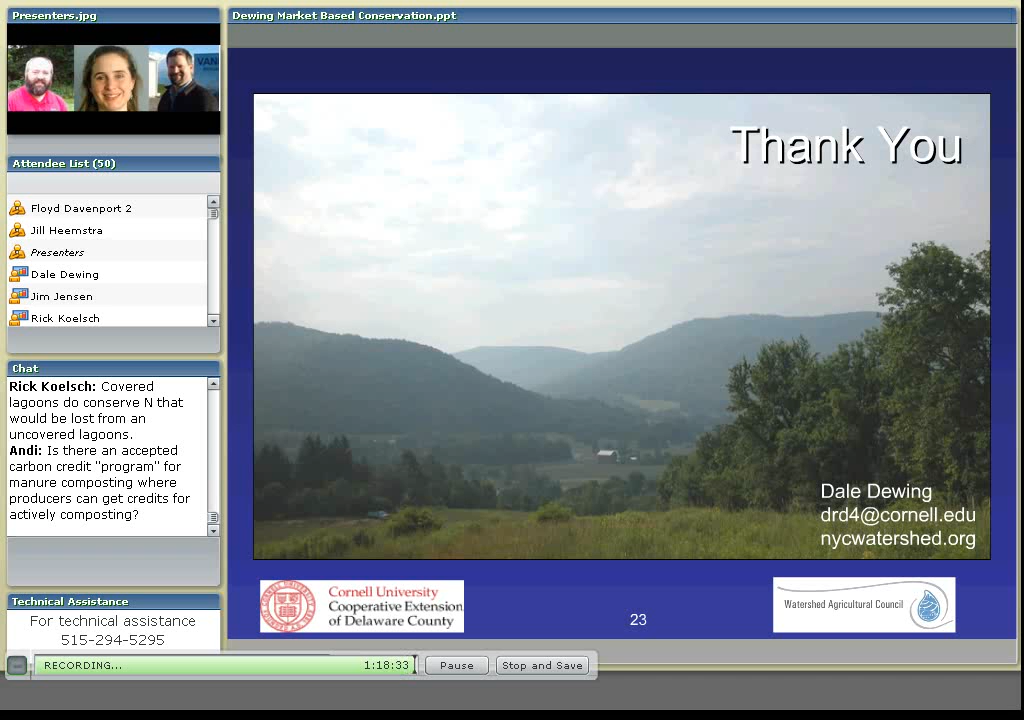 Presenters.jpg
VAN
Attendee List (50)
Floyd Davenport 2
Jill Heemstra
Presenters
Dale Dewing
Jim Jensen
Rick Koelsch
Chat
Rick Koelsch: Covered
lagoons do conserve N that
would be lost from an
uncovered lagoons.
Andi: Is there an accepted
carbon credit "program" for
manure composting where
producers can get credits for
actively composting?
Technical Assistance
For technical assistance
515-294-5295
Dewing Market Based Conservation.ppt
Thank You
Dale Dewing
drd4@cornell.edu
nycwatershed.org
Cornell University
Cooperative Extension
of Delaware County
23
Watershed Agricultural Council
RECORDING...
1:18:33
Pause
Stop and Save